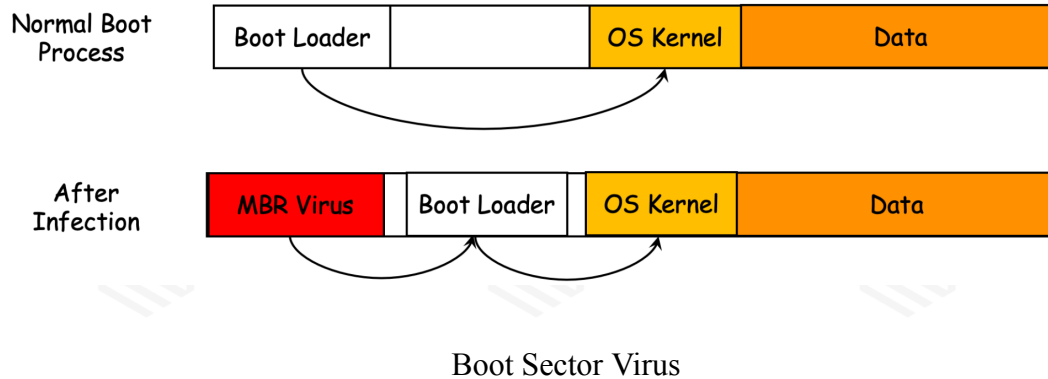 Normal Boot
Process
Boot Loader
OS Kernel
Data
After
Infection
MBR Virus
Boot Loader
OS Kernel
Data
Boot Sector Virus